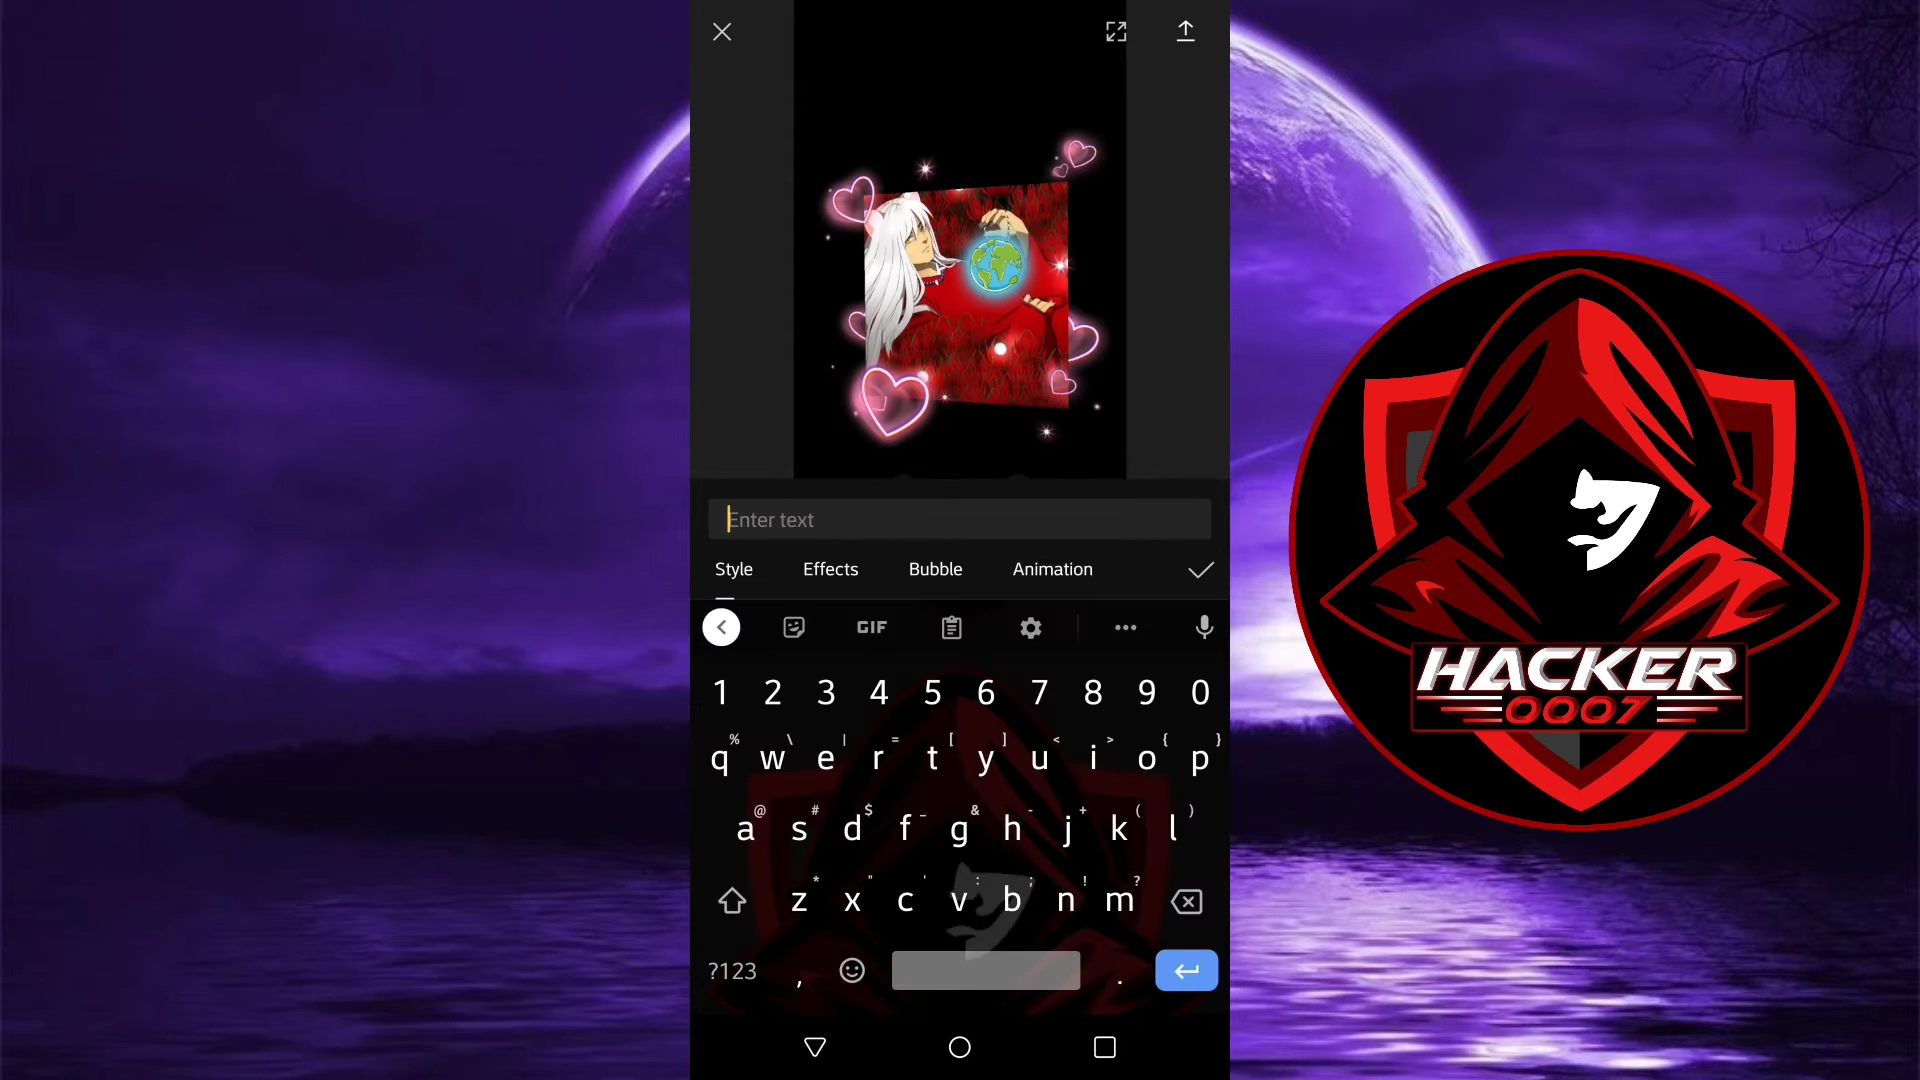 Enter text
Style Effects Bubble Animation
GIF
1 2 3 4 5 6 7 8 9 0
% \ | = [ ] < > { }
q w e r t y u i o p
@ # $ _ & - + ( )
a s d f g h j k l
* " ' : ; ! ?
z x c v b n m
?123 , .
HACKER
0007